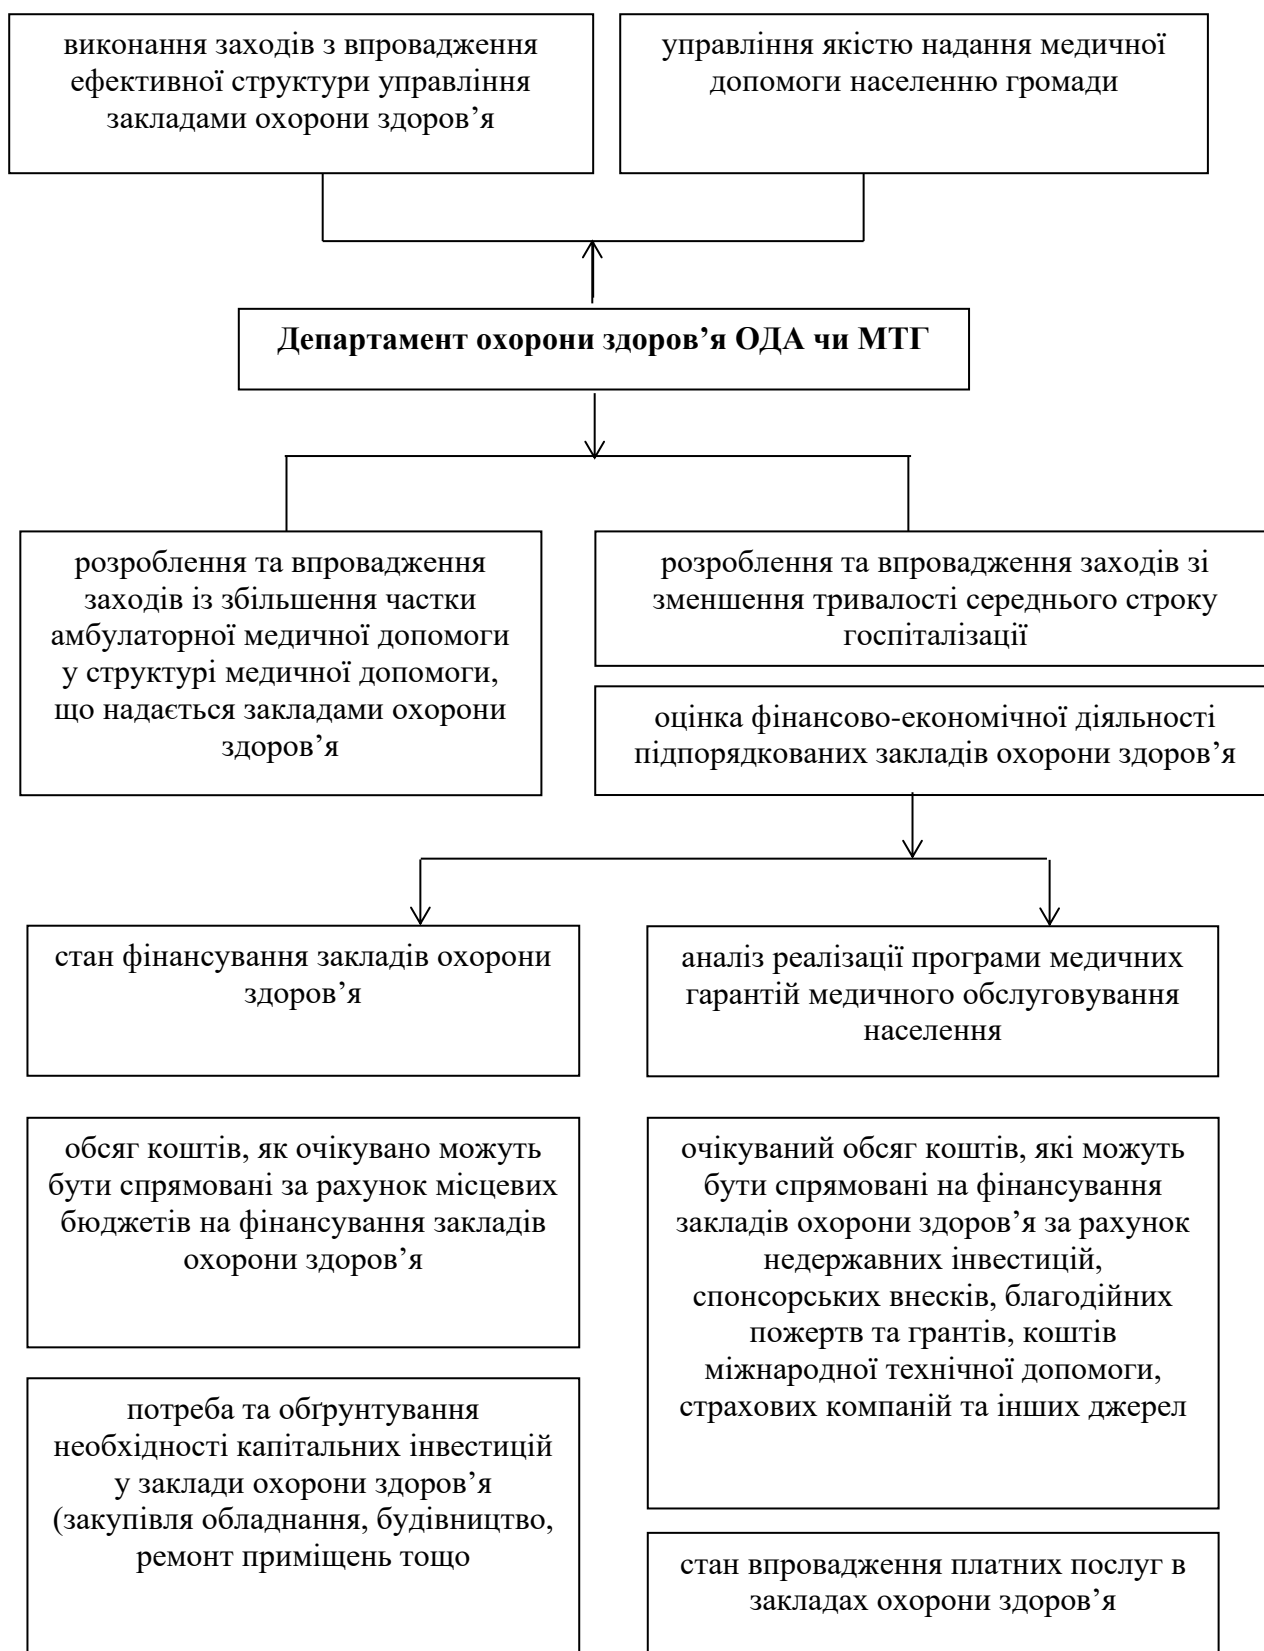 виконання заходів з впровадження
ефективної структури управління
закладами охорони здоров’я
управління якістю надання медичної
допомоги населенню громади
Департамент охорони здоров’я ОДА чи МТГ
розроблення та впровадження
заходів із збільшення частки
амбулаторної медичної допомоги
у структурі медичної допомоги,
що надається закладами охорони
здоров’я
розроблення та впровадження заходів зі
зменшення тривалості середнього строку
госпіталізації
оцінка фінансово-економічної діяльності
підпорядкованих закладів охорони здоров’я
стан фінансування закладів охорони
здоров’я
аналіз реалізації програми медичних
гарантій медичного обслуговування
населення
обсяг коштів, як очікувано можуть
бути спрямовані за рахунок місцевих
бюджетів на фінансування закладів
охорони здоров’я
очікуваний обсяг коштів, які можуть
бути спрямовані на фінансування
закладів охорони здоров’я за рахунок
недержавних інвестицій,
спонсорських внесків, благодійних
пожертв та грантів, коштів
міжнародної технічної допомоги,
страхових компаній та інших джерел
потреба та обґрунтування
необхідності капітальних інвестицій
у заклади охорони здоров’я
(закупівля обладнання, будівництво,
ремонт приміщень тощо
стан впровадження платних послуг в
закладах охорони здоров’я